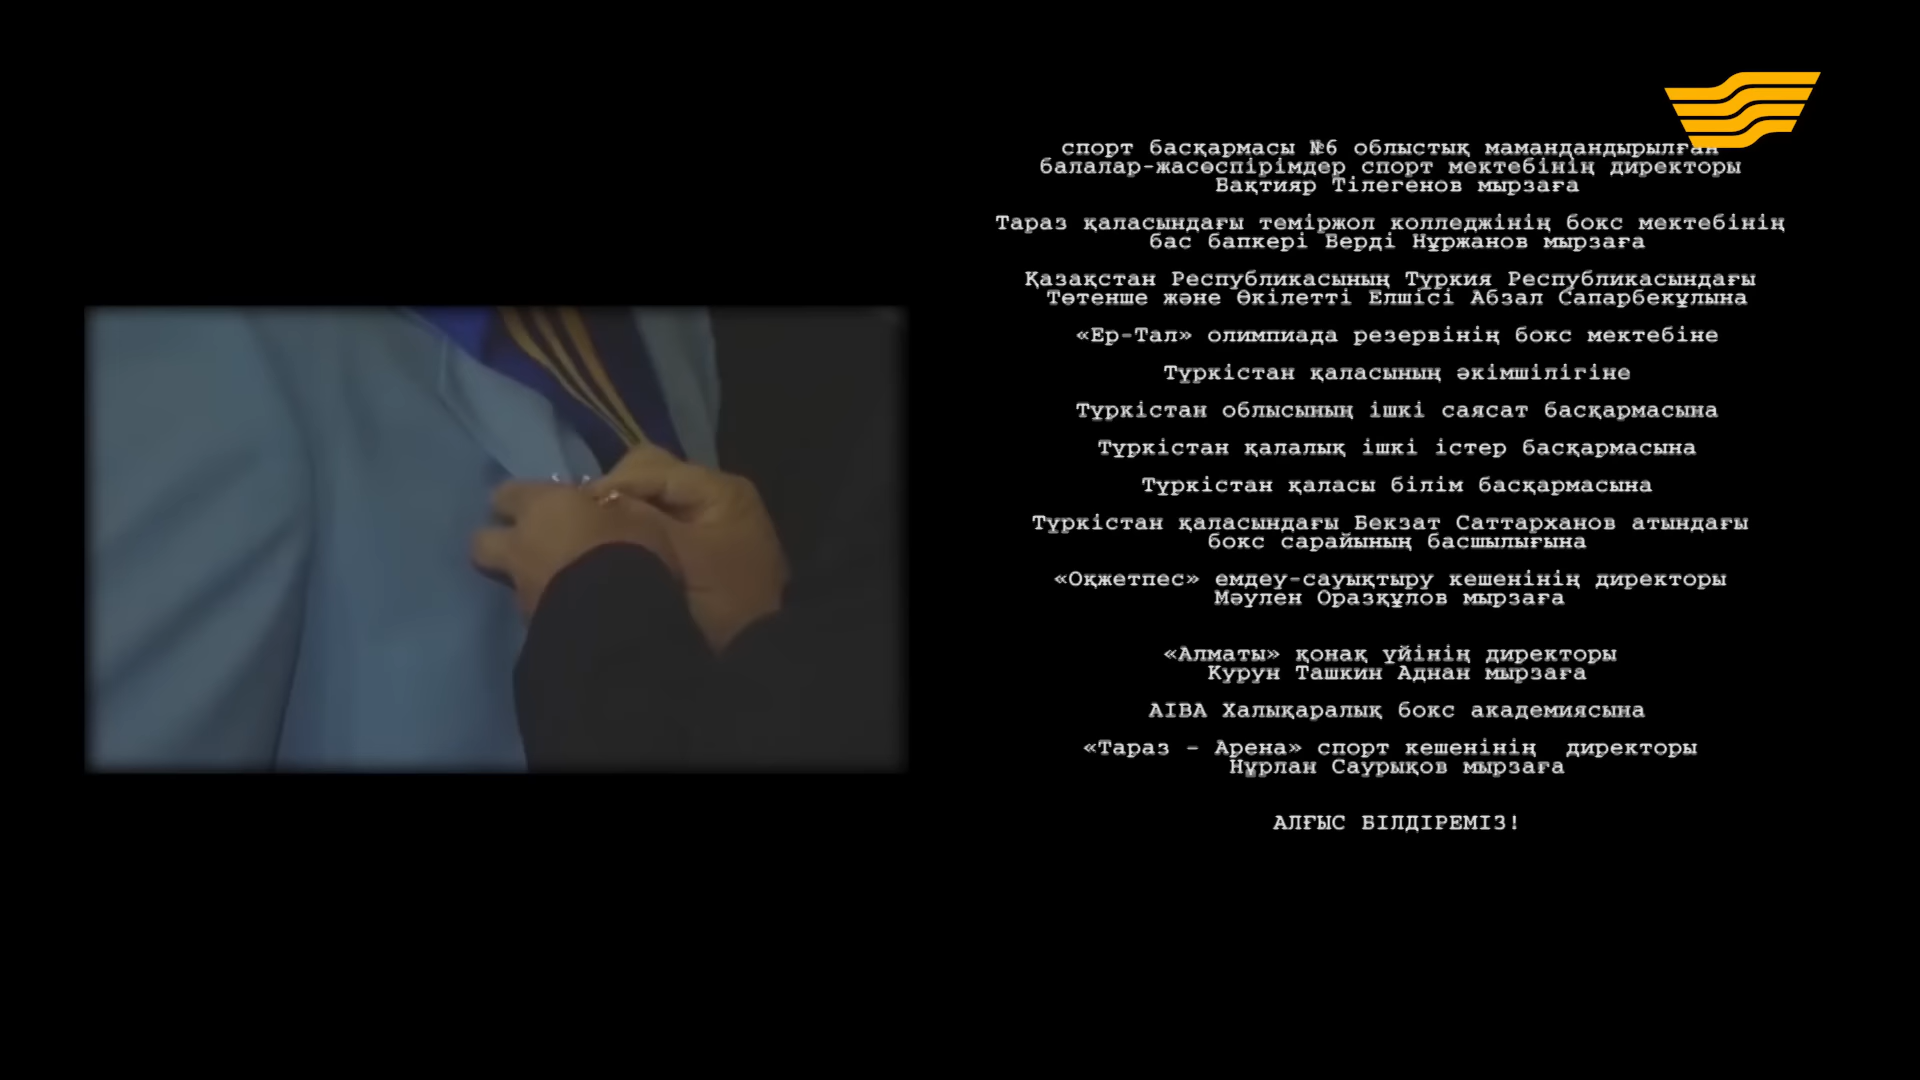 спорт басқармасы №6 облыстық мамандандырылған
балалар-жасөспірімдер спорт мектебінің директоры
Бақтияр Тілегенов мырзаға
Тараз қаласындағы теміржол колледжінің бокс мектебінің
бас бапкері Берді Нұржанов мырзаға
Қазақстан Республикасының Түркия Республикасындағы
Төтенше және Өкілетті Елшісі Абзал Сапарбекұлына
«Ер-Тал» олимпиада резервінің бокс мектебіне
Түркістан қаласының әкімшілігіне
Түркістан облысының ішкі саясат басқармасына
Түркістан қалалық ішкі істер басқармасына
Түркістан қаласы білім басқармасына
Түркістан қаласындағы Бекзат Саттарханов атындағы
бокс сарайының басшылығына
«Оқжетпес» емдеу-сауықтыру кешенінің директоры
Мәулен Оразқұлов мырзаға
«Алматы» қонақ үйінің директоры
Курун Ташкин Аднан мырзаға
AIBA Халықаралық бокс академиясына
«Тараз - Арена» спорт кешенінің  директоры
Нұрлан Саурықов мырзаға
АЛҒЫС БІЛДІРЕМІЗ!